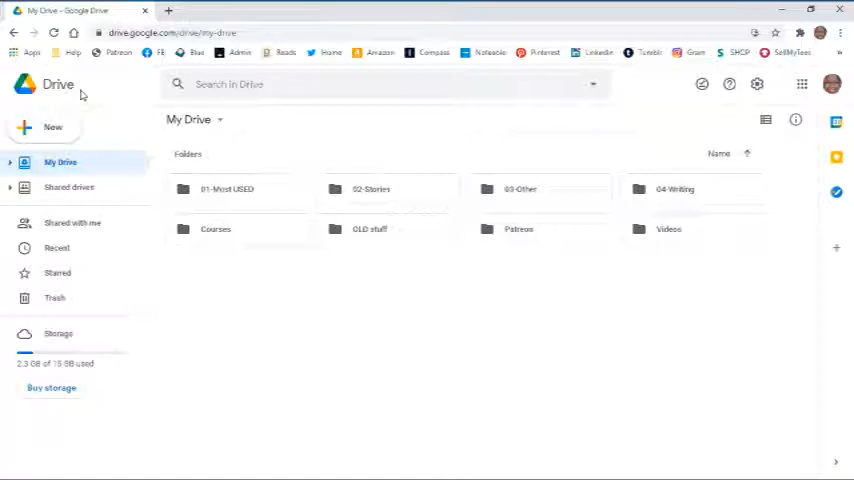 My Drive - Google Drive
drive.google.com/drive/my-drive
Apps Help Patreon FB Blue Admin Reads Home Amazon Compass Noteable Pinterest LinkedIn Tumblr Gram SHOP SellMyTees
Drive
Search in Drive
New
My Drive
My Drive
Shared drives
Shared with me
Recent
Starred
Trash
Storage
2.3 GB of 15 GB used
Buy storage
Folders
Name
01-Most USED
02-Stories
03-Other
04-Writing
Courses
OLD stuff
Patreon
Videos